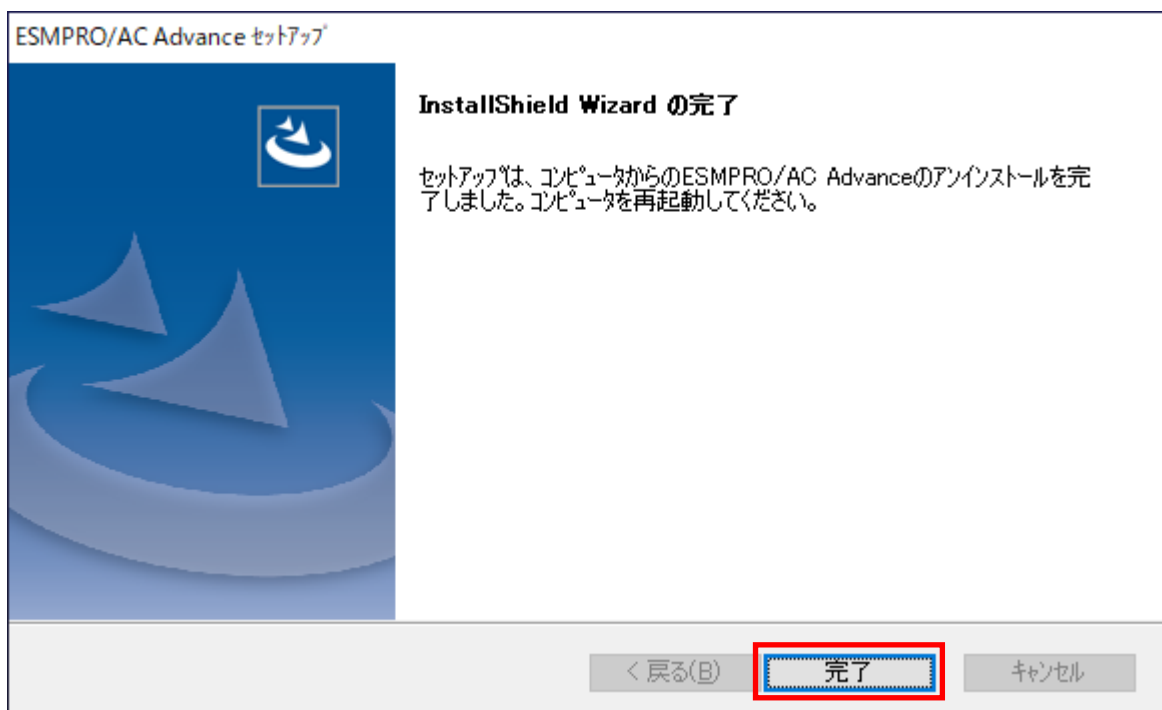 ESMPRO/AC Advance ｾｯﾄｱｯﾌﾟ
InstallShield Wizard の完了
ｾｯﾄｱｯﾌﾟは、ｺﾝﾋﾟｭｰﾀからのESMPRO/AC Advanceのｱﾝｲﾝｽﾄｰﾙを完
了しました。ｺﾝﾋﾟｭｰﾀを再起動してください。
< 戻る(B)
完了
ｷｬﾝｾﾙ